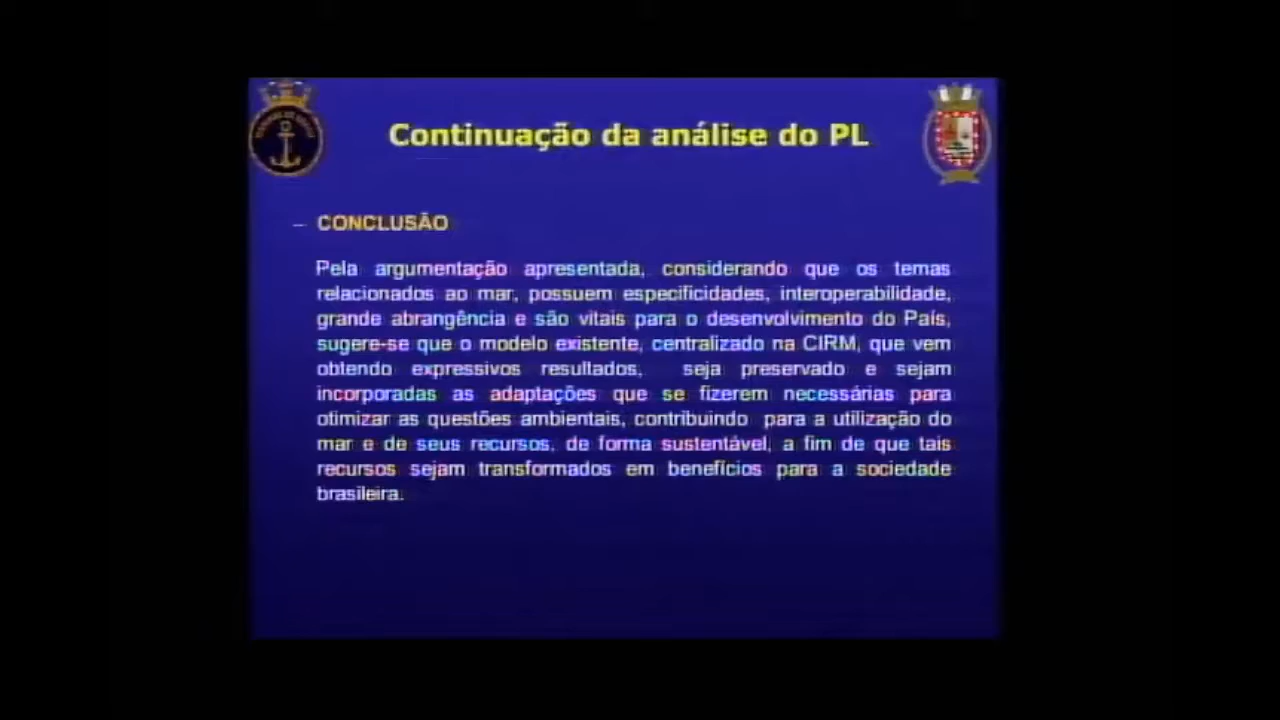 Continuação da análise do PL
– CONCLUSÃO
Pela argumentação apresentada, considerando que os temas
relacionados ao mar, possuem especificidades, interoperabilidade,
grande abrangência e são vitais para o desenvolvimento do País,
sugere-se que o modelo existente, centralizado na CIRM, que vem
obtendo expressivos resultados, seja preservado e sejam
incorporadas as adaptações que se fizerem necessárias para
otimizar as questões ambientais, contribuindo para a utilização do
mar e de seus recursos, de forma sustentável, a fim de que tais
recursos sejam transformados em benefícios para a sociedade
brasileira.